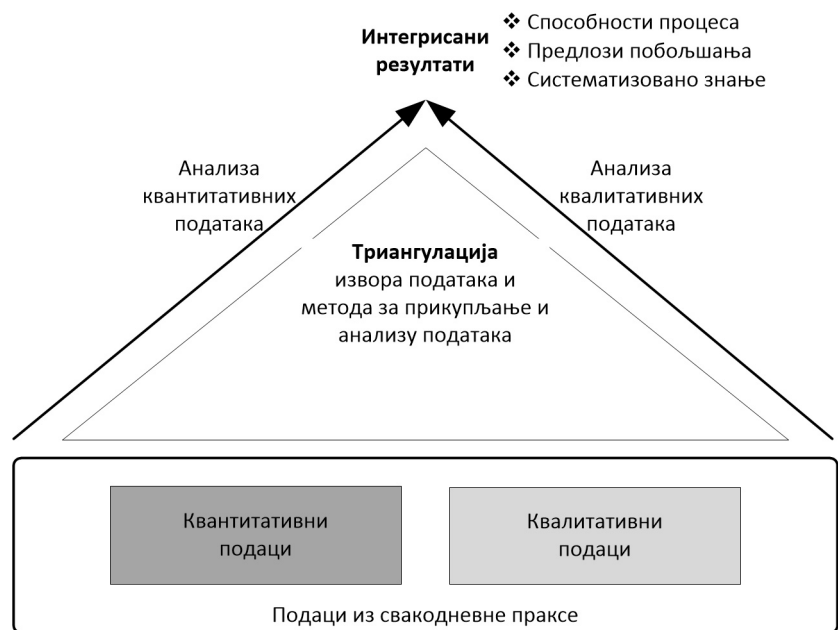 Интегрисани
резултати
❖ Способности процеса
❖ Предлози побољшања
❖ Систематизовано знање
Анализа
квантитативних
података
Анализа
квалитативних
података
Триангулација
извора података и
метода за прикупљање и
анализу података
Квантитативни
подаци
Квалитативни
подаци
Подаци из свакодневне праксе